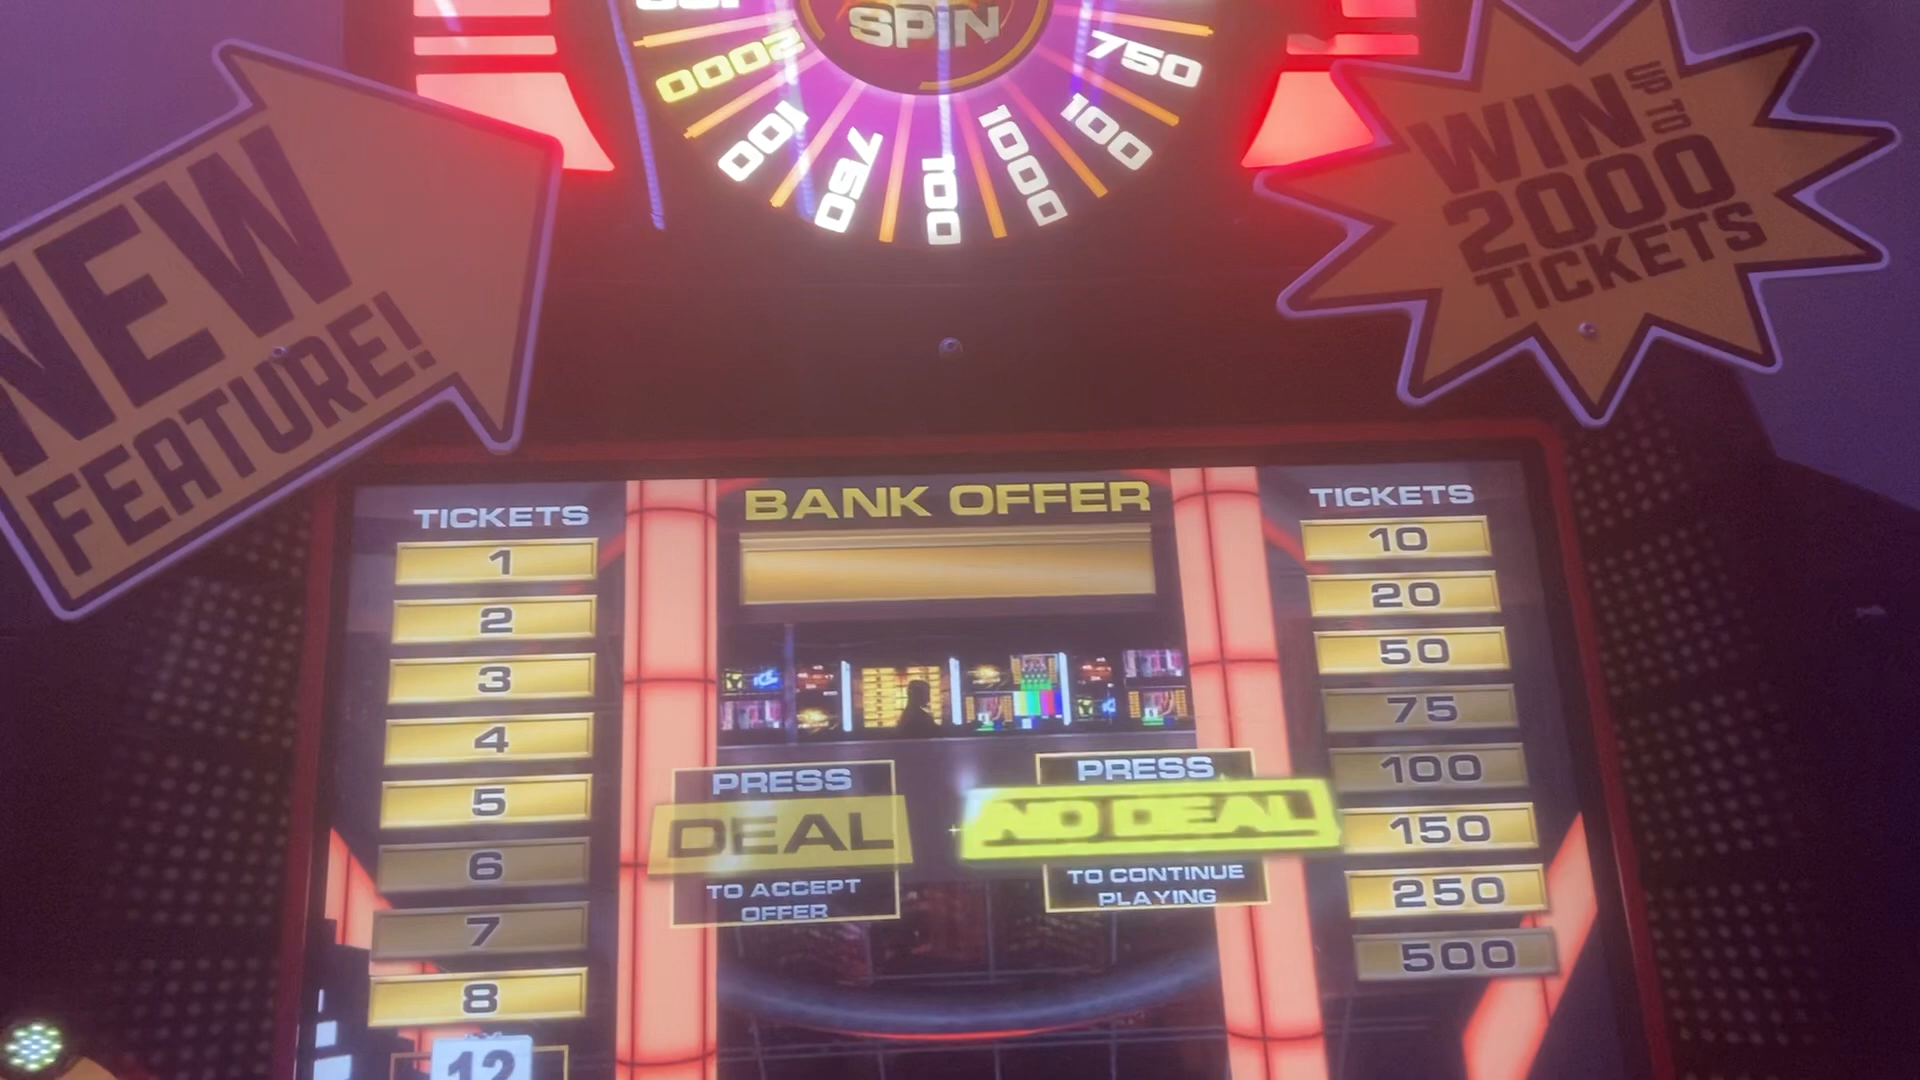 SPIN
2000
100
750
100
1000
100
750
NEW
FEATURE!
WIN UP TO
2000
TICKETS
TICKETS
1
2
3
4
5
6
7
8
12
BANK OFFER
PRESS
DEAL
TO ACCEPT
OFFER
PRESS
NO DEAL
TO CONTINUE
PLAYING
TICKETS
10
20
50
75
100
150
250
500